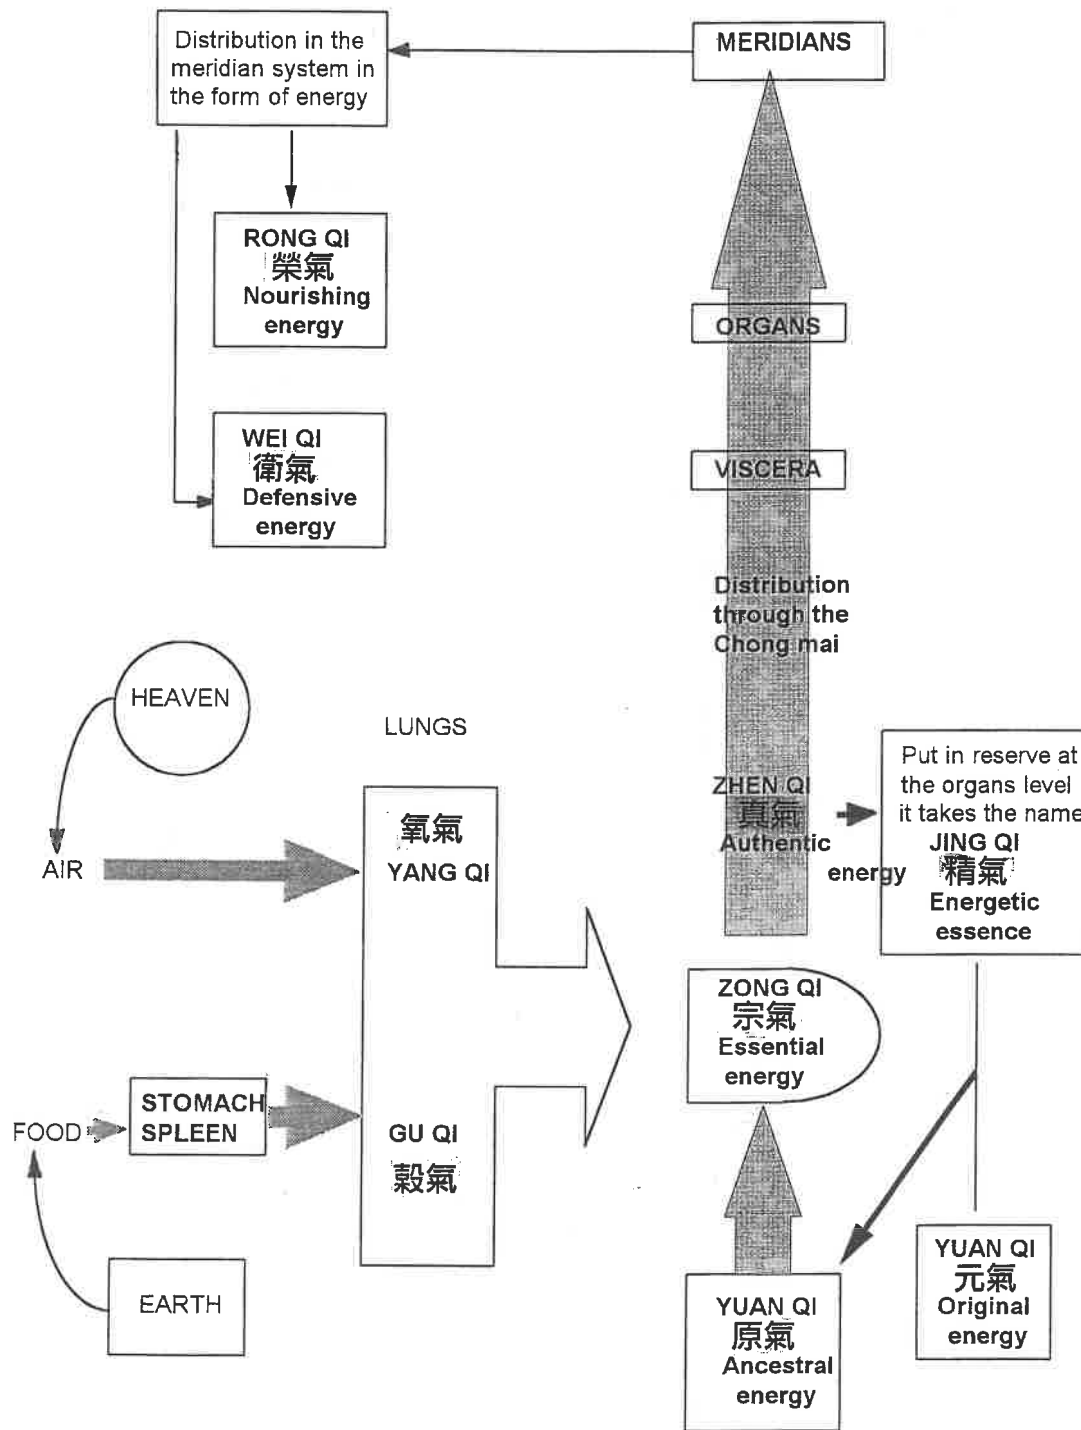 Distribution in the
meridian system in
the form of energy
MERIDIANS
RONG QI
榮氣
Nourishing
energy
ORGANS
WEI QI
衛氣
Defensive
energy
VISCERA
Distribution
through the
Chong mai
HEAVEN
LUNGS
AIR
氧氣
YANG QI
ZHEN QI
真氣
Authentic
energy
Put in reserve at
the organs level
it takes the name
JING QI
精氣
Energetic
essence
ZONG QI
宗氣
Essential
energy
FOOD
STOMACH
SPLEEN
GU QI
穀氣
EARTH
YUAN QI
原氣
Ancestral
energy
YUAN QI
元氣
Original
energy